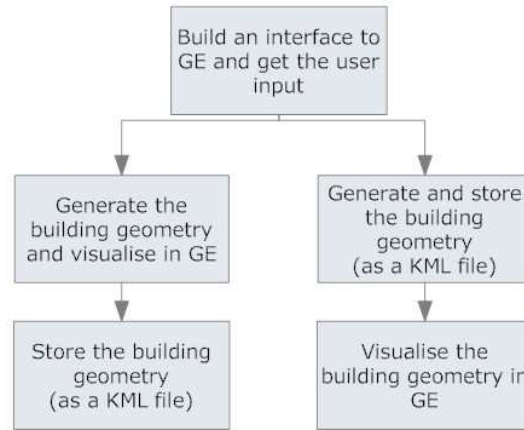 Build an interface to
GE and get the user
input
Generate the
building geometry
and visualise in GE
Generate and store
the building
geometry
(as a KML file)
Store the building
geometry
(as a KML file)
Visualise the
building geometry in
GE